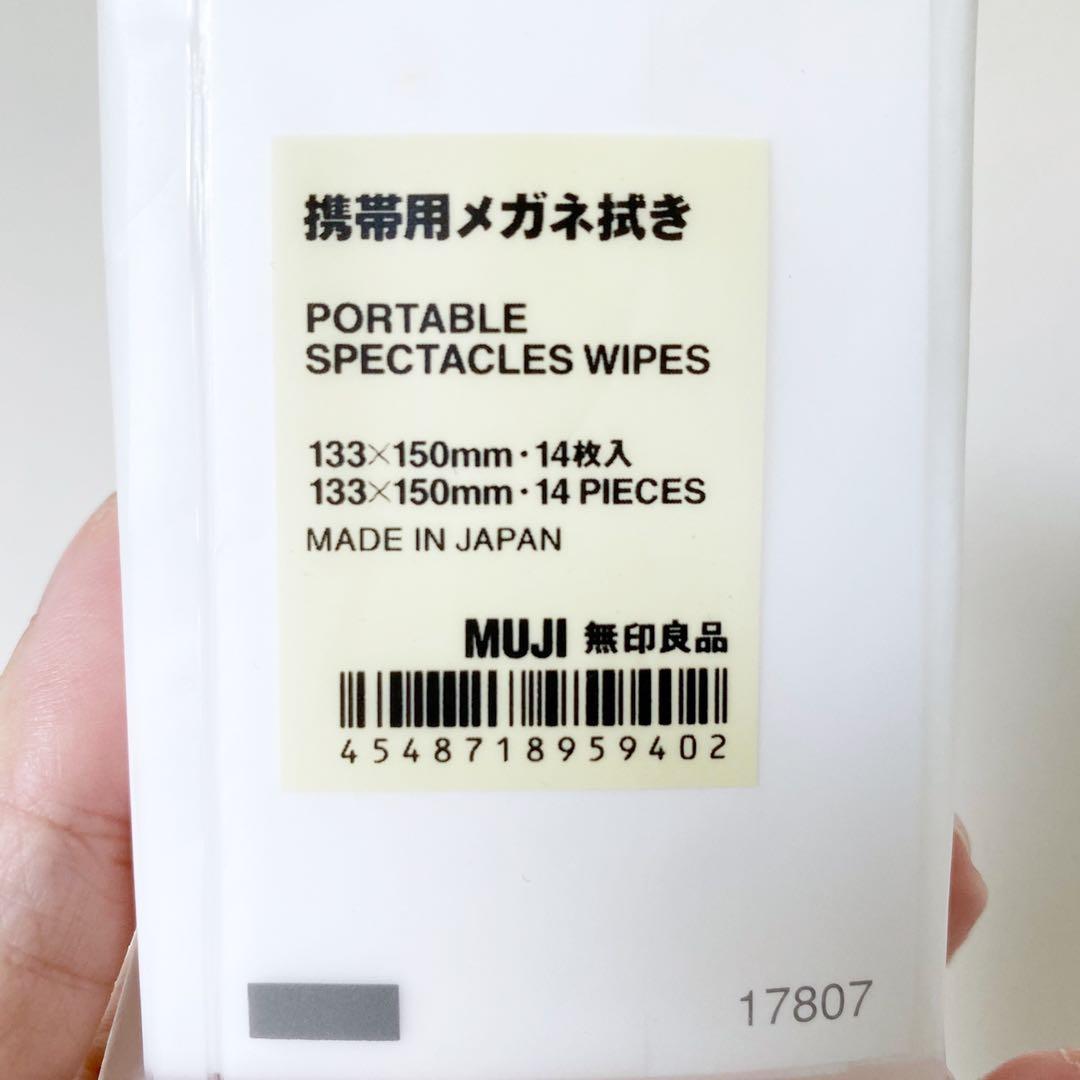 携帯用メガネ拭き
PORTABLE
SPECTACLES WIPES
133×150mm・14枚入
133×150mm・14 PIECES
MADE IN JAPAN
MUJI 無印良品
4548718959402
17807